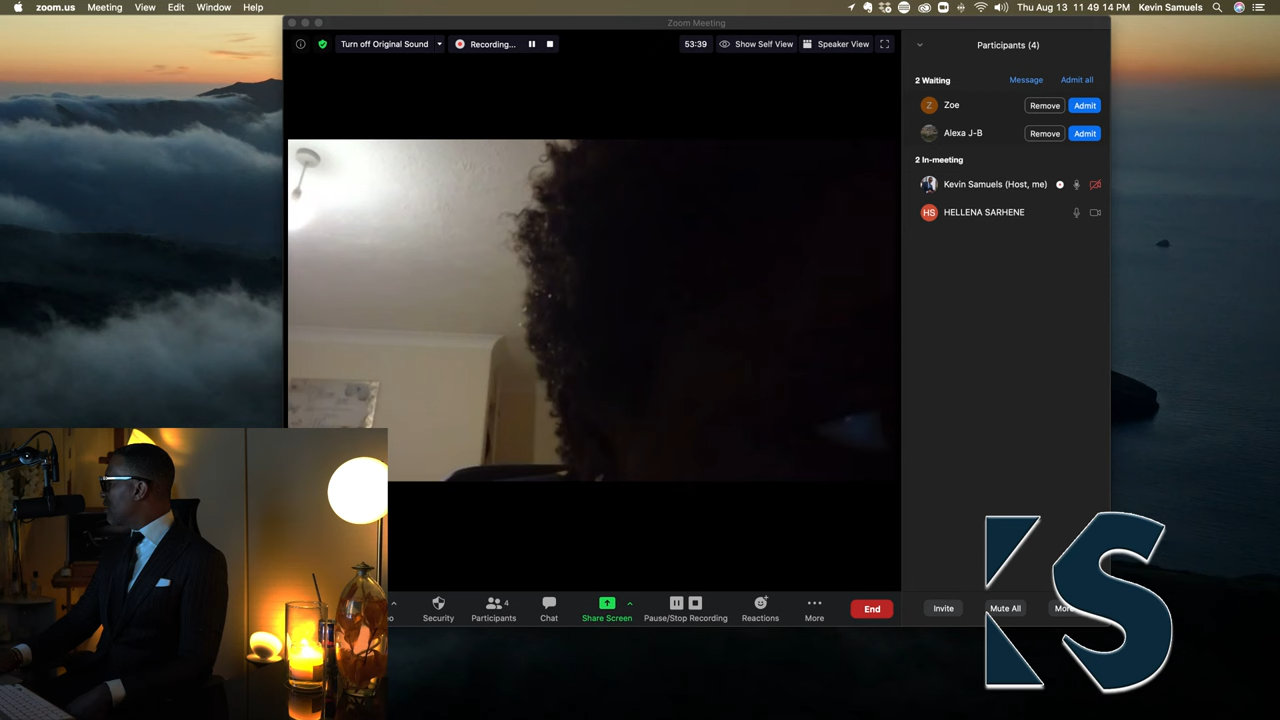 zoom.us Meeting View Edit Window Help Thu Aug 13 11:49:14 PM Kevin Samuels
Zoom Meeting
Turn off Original Sound Recording... 53:39 Show Self View Speaker View Participants (4)
2 Waiting Message Admit all
Z Zoe Remove Admit
Alexa J-B Remove Admit
2 In-meeting
Kevin Samuels (Host, me)
HS HELLENA SARHENE
4
Security Participants Chat Share Screen Pause/Stop Recording Reactions More End Invite Mute All
KS